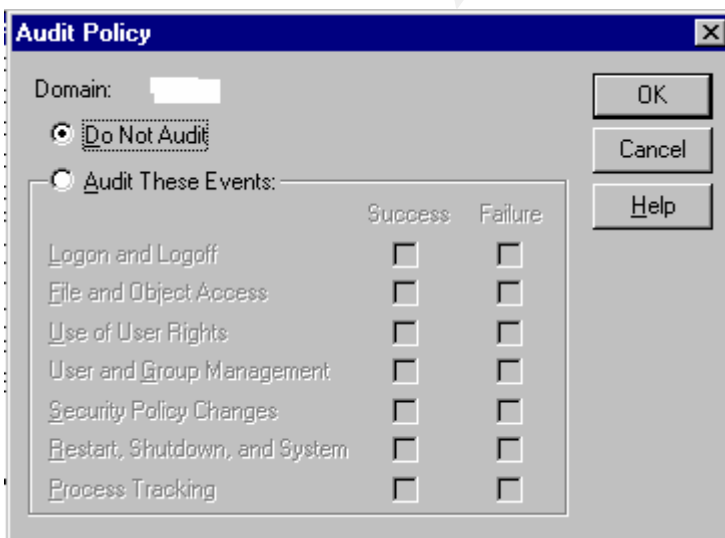 Audit Policy
Domain:
OK
Do Not Audit
Cancel
Audit These Events:
Help
Success Failure
Logon and Logoff
File and Object Access
Use of User Rights
User and Group Management
Security Policy Changes
Restart, Shutdown, and System
Process Tracking